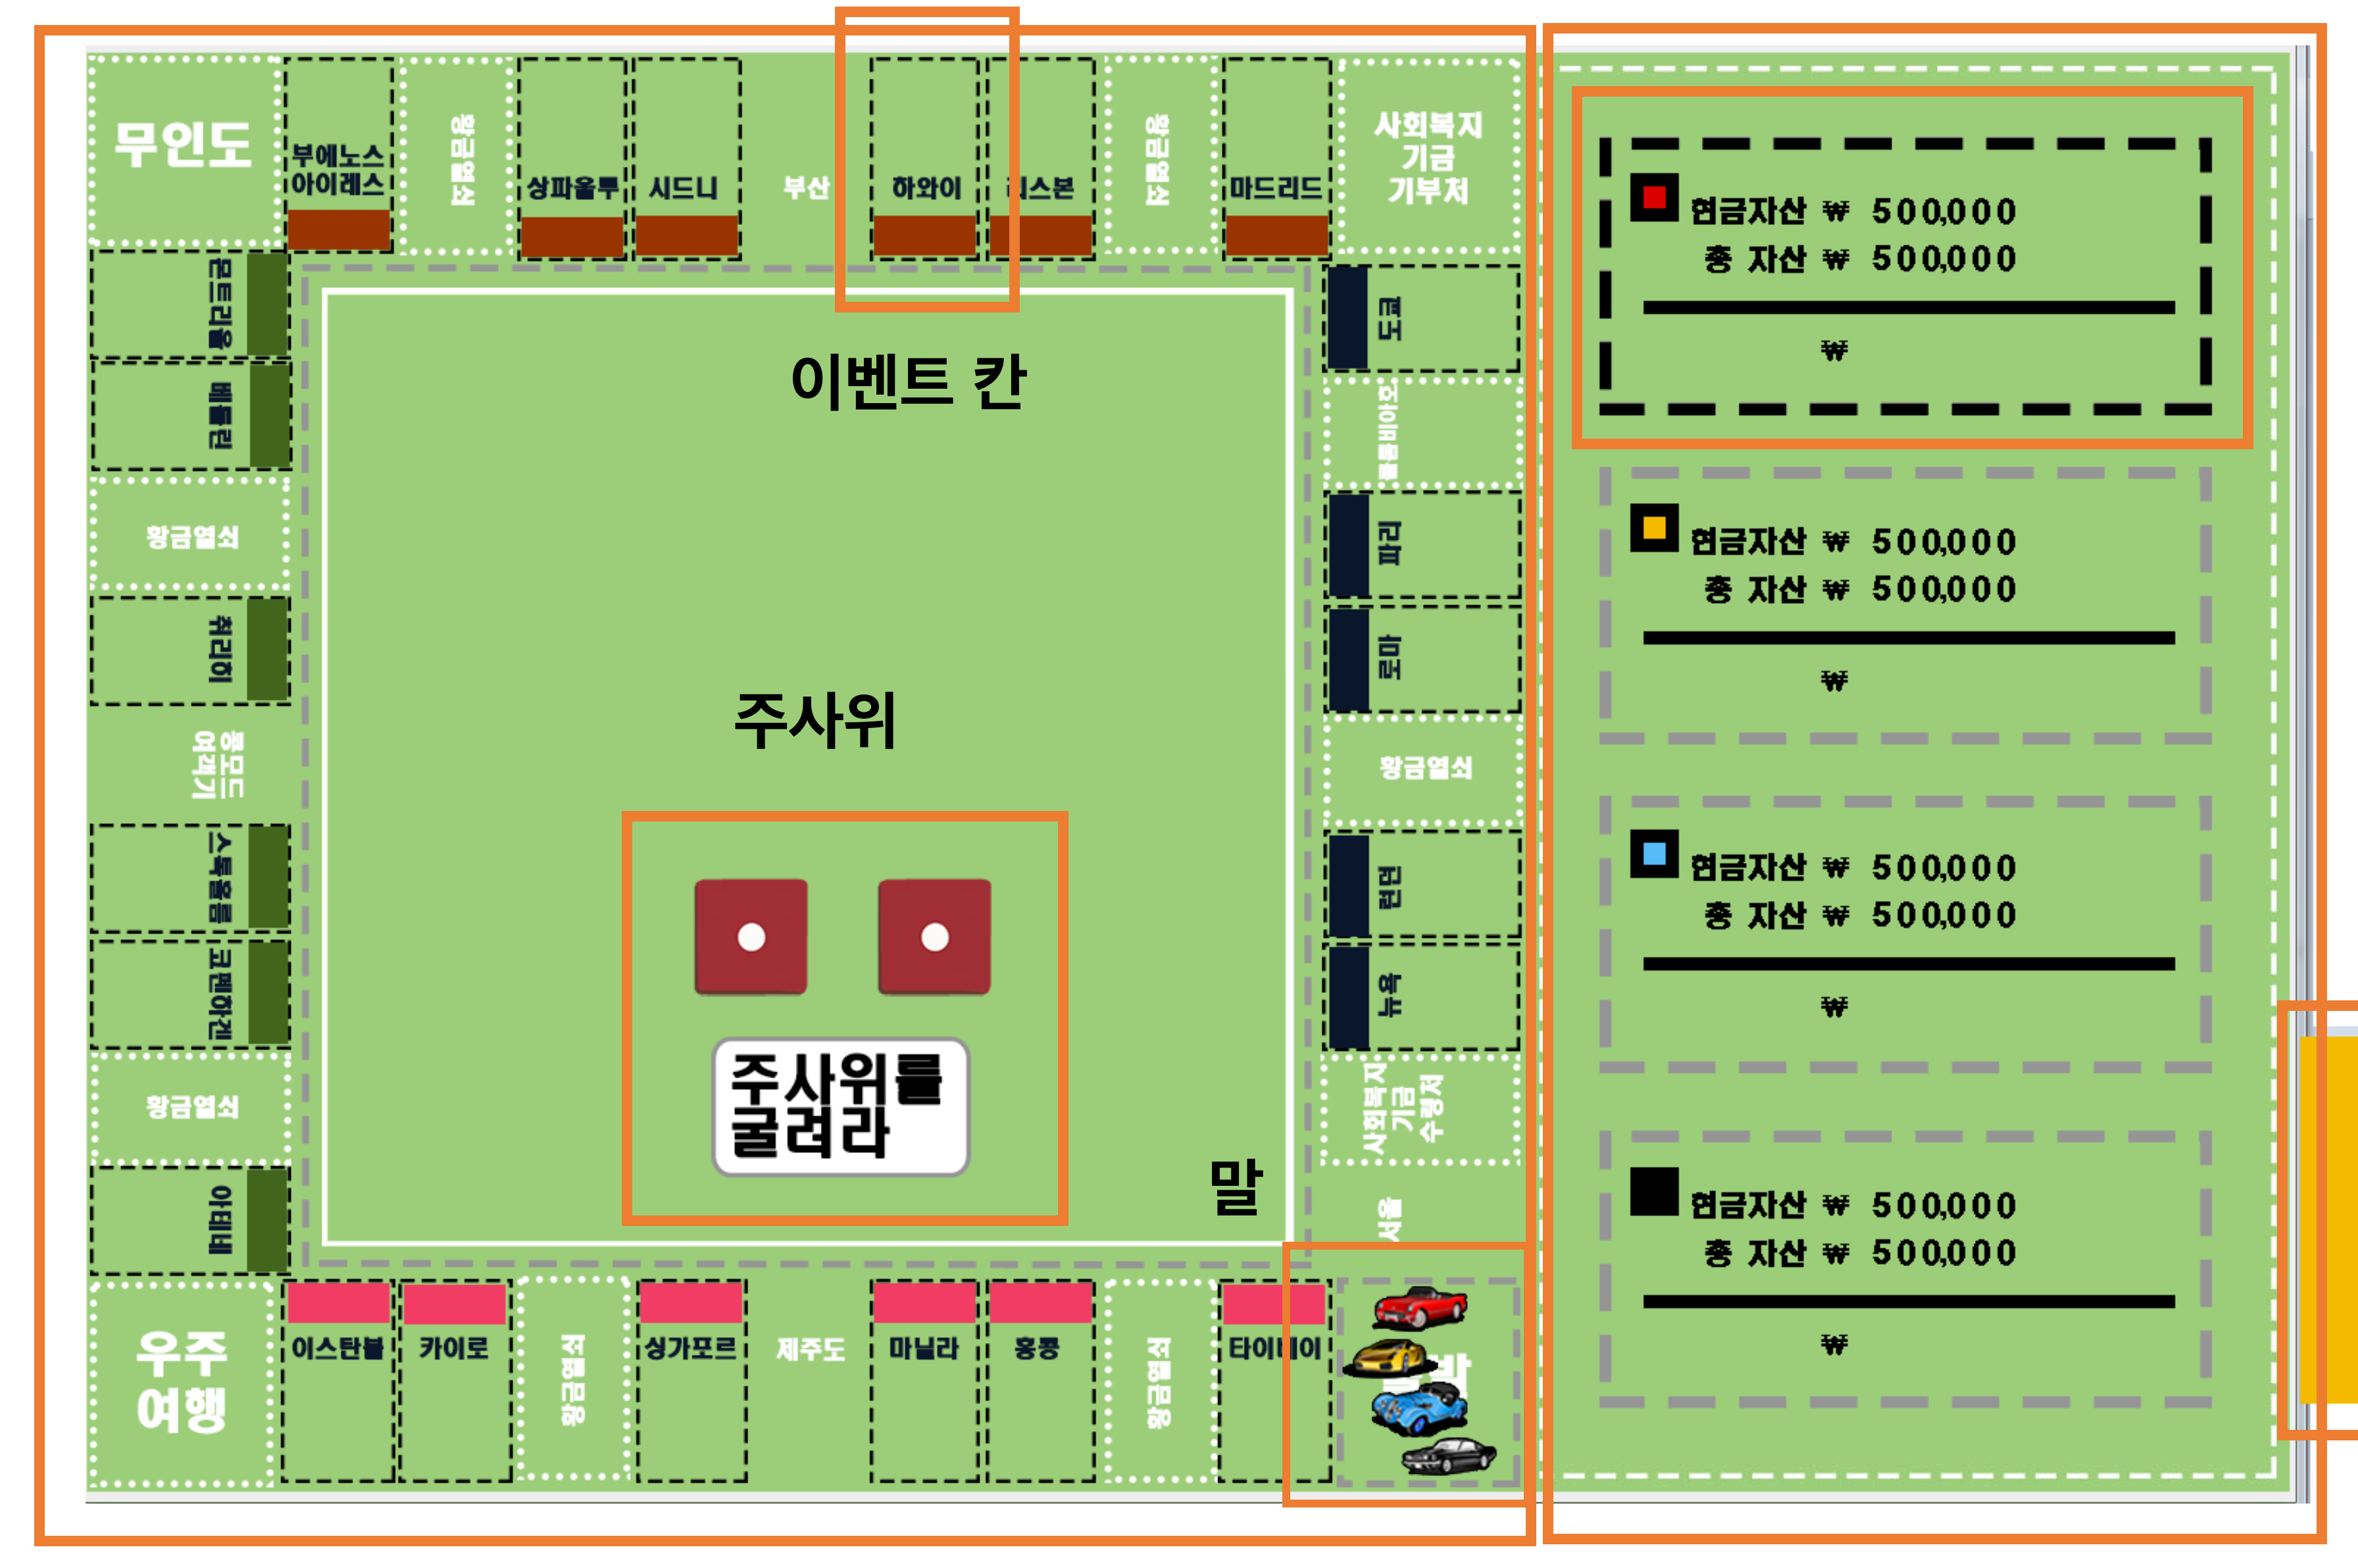 무인도
부에노스
아이레스
황금열쇠
상파울루
시드니
부산
하와이
리스본
황금열쇠
마드리드
사회복지
기금
기부처
몬트리올
베를린
황금열쇠
취리히
콩모드
여객기
스톡홀름
코펜하겐
황금열쇠
아테네
이벤트 칸
주사위
주사위를
굴려라
말
도쿄
콜롬비아호
파리
로마
황금열쇠
런던
뉴욕
사회복지
기금
수령처
서울
우주
여행
이스탄불
카이로
황금열쇠
싱가포르
제주도
마닐라
홍콩
황금열쇠
타이베이
현금자산 ₩ 500,000
총 자산 ₩ 500,000
₩
현금자산 ₩ 500,000
총 자산 ₩ 500,000
₩
현금자산 ₩ 500,000
총 자산 ₩ 500,000
₩
현금자산 ₩ 500,000
총 자산 ₩ 500,000
₩